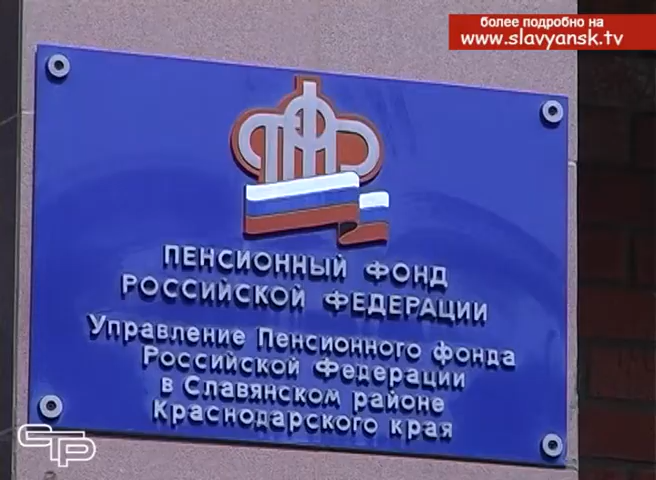 более подробно на
www.slavyansk.tv
ПЕНСИОННЫЙ ФОНД
РОССИЙСКОЙ ФЕДЕРАЦИИ
Управление Пенсионного фонда
Российской Федерации
в Славянском районе
Краснодарского края